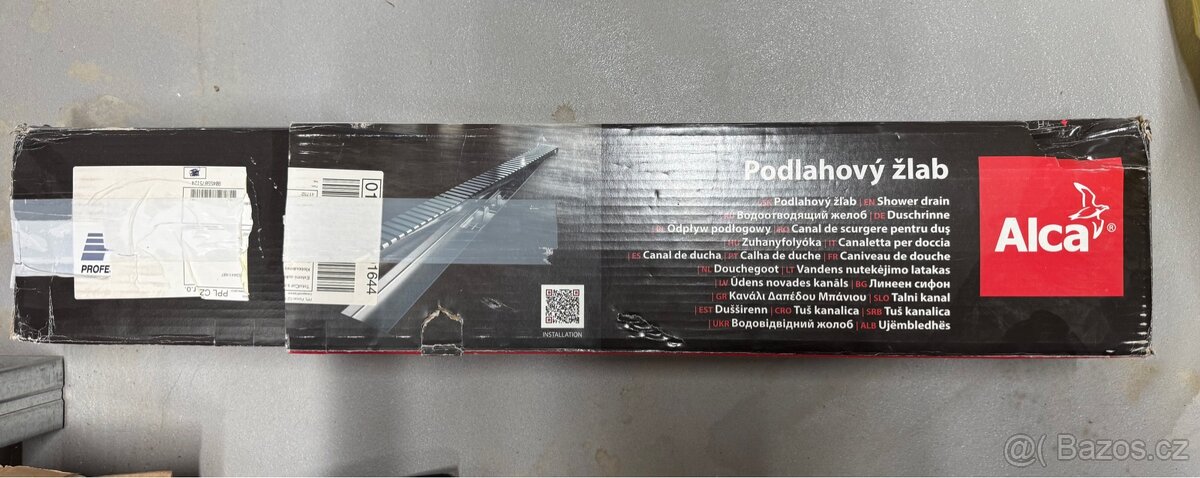 Podlahový žlab
SK Podlahový žľab | EN Shower drain
RU Водоотводящий желоб | DE Duschrinne
PL Odpływ podłogowy | RO Canal de scurgere pentru duș
HU Zuhanyfolyóka | IT Canaletta per doccia
| ES Canal de ducha | PT Calha de duche | FR Caniveau de douche
| NL Douchegoot | LT Vandens nutekėjimo latakas
| LV Ūdens novades kanāls | BG Линеен сифон
| GR Κανάλι Δαπέδου Μπάνιου | SLO Talni kanal
| EST Dušširenn | CRO Tuš kanalica | SRB Tuš kanalica
| UKR Водовідвідний жолоб | ALB Ujëmbledhës
Alca®
INSTALLATION
PROFE
PPL CZ
1644
01
Bazos.cz